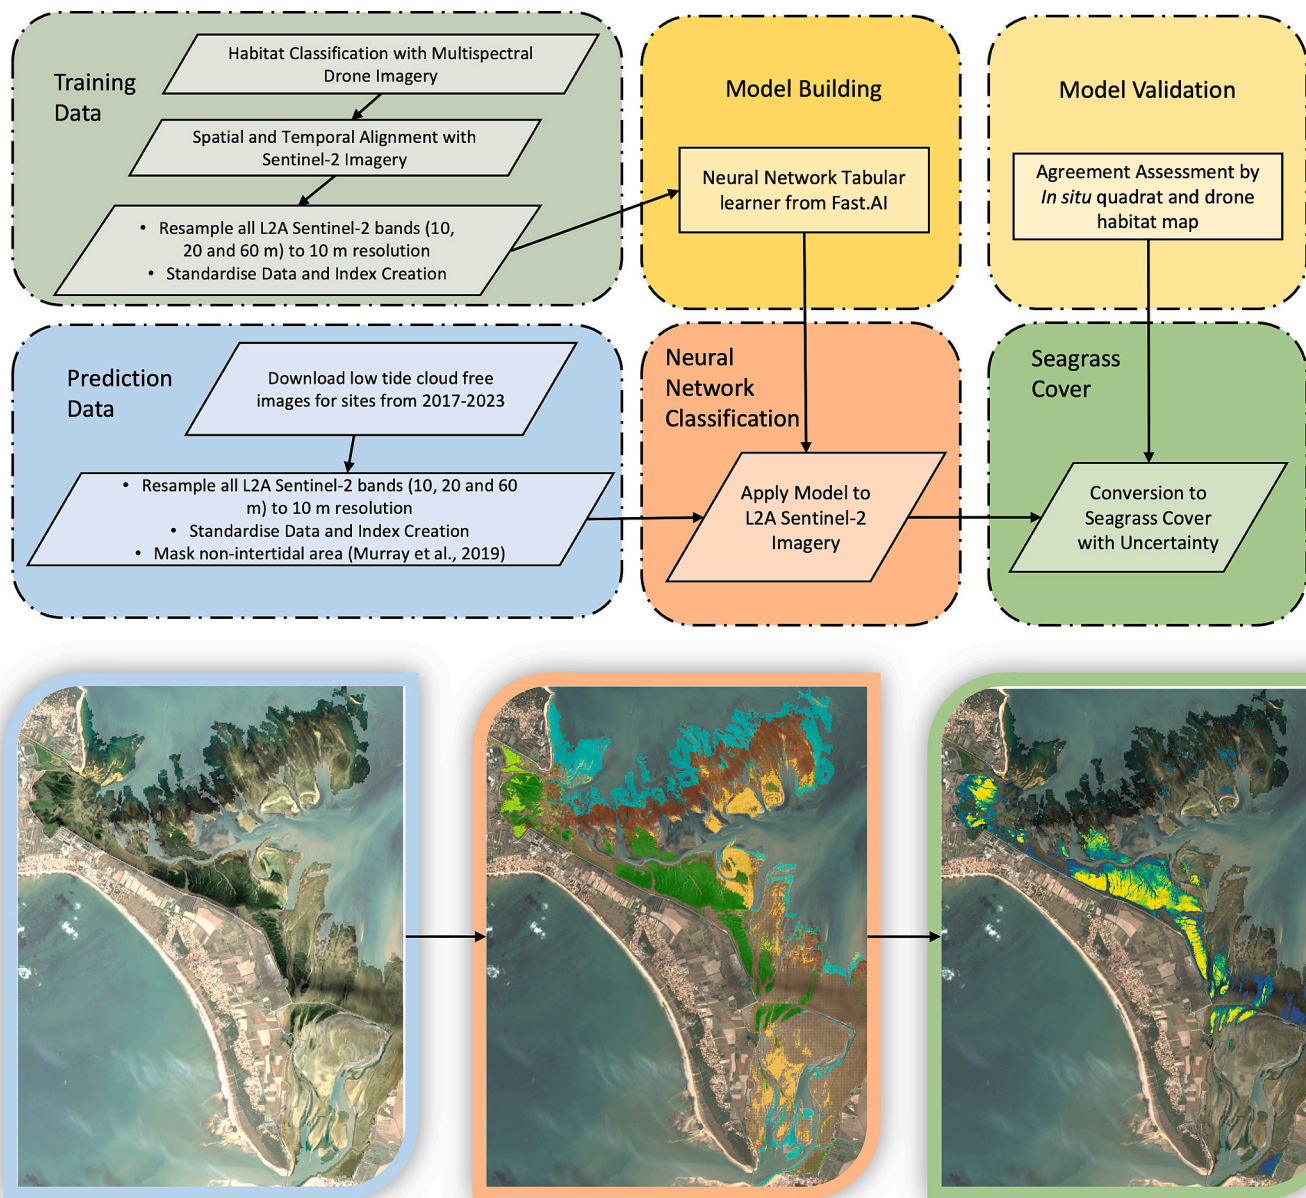 Training
Data
Habitat Classification with Multispectral
Drone Imagery
Spatial and Temporal Alignment with
Sentinel-2 Imagery
• Resample all L2A Sentinel-2 bands (10,
20 and 60 m) to 10 m resolution
• Standardise Data and Index Creation
Model Building
Neural Network Tabular
learner from Fast.AI
Model Validation
Agreement Assessment by
In situ quadrat and drone
habitat map
Prediction
Data
Download low tide cloud free
images for sites from 2017-2023
• Resample all L2A Sentinel-2 bands (10, 20 and 60
m) to 10 m resolution
• Standardise Data and Index Creation
• Mask non-intertidal area (Murray et al., 2019)
Neural
Network
Classification
Apply Model to
L2A Sentinel-2
Imagery
Seagrass
Cover
Conversion to
Seagrass Cover
with Uncertainty